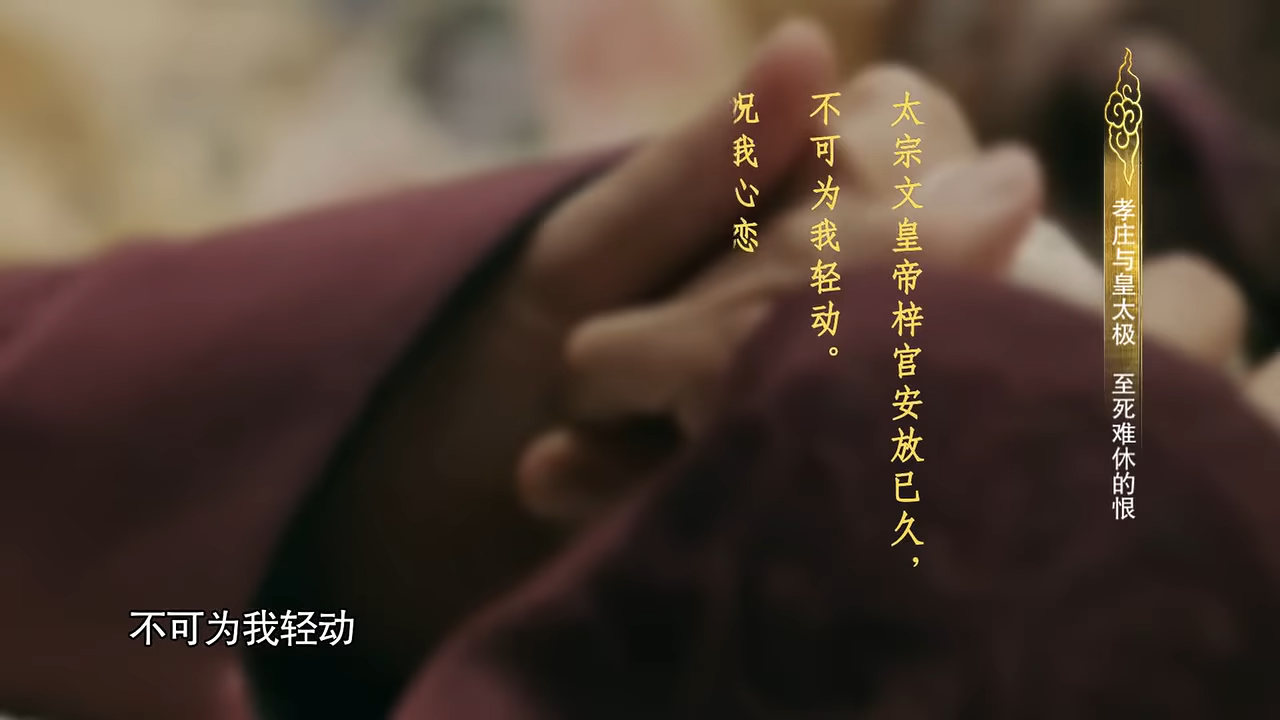 孝庄与皇太极 至死难休的恨
太宗文皇帝梓宫安放已久，
不可为我轻动。
况我心恋
不可为我轻动